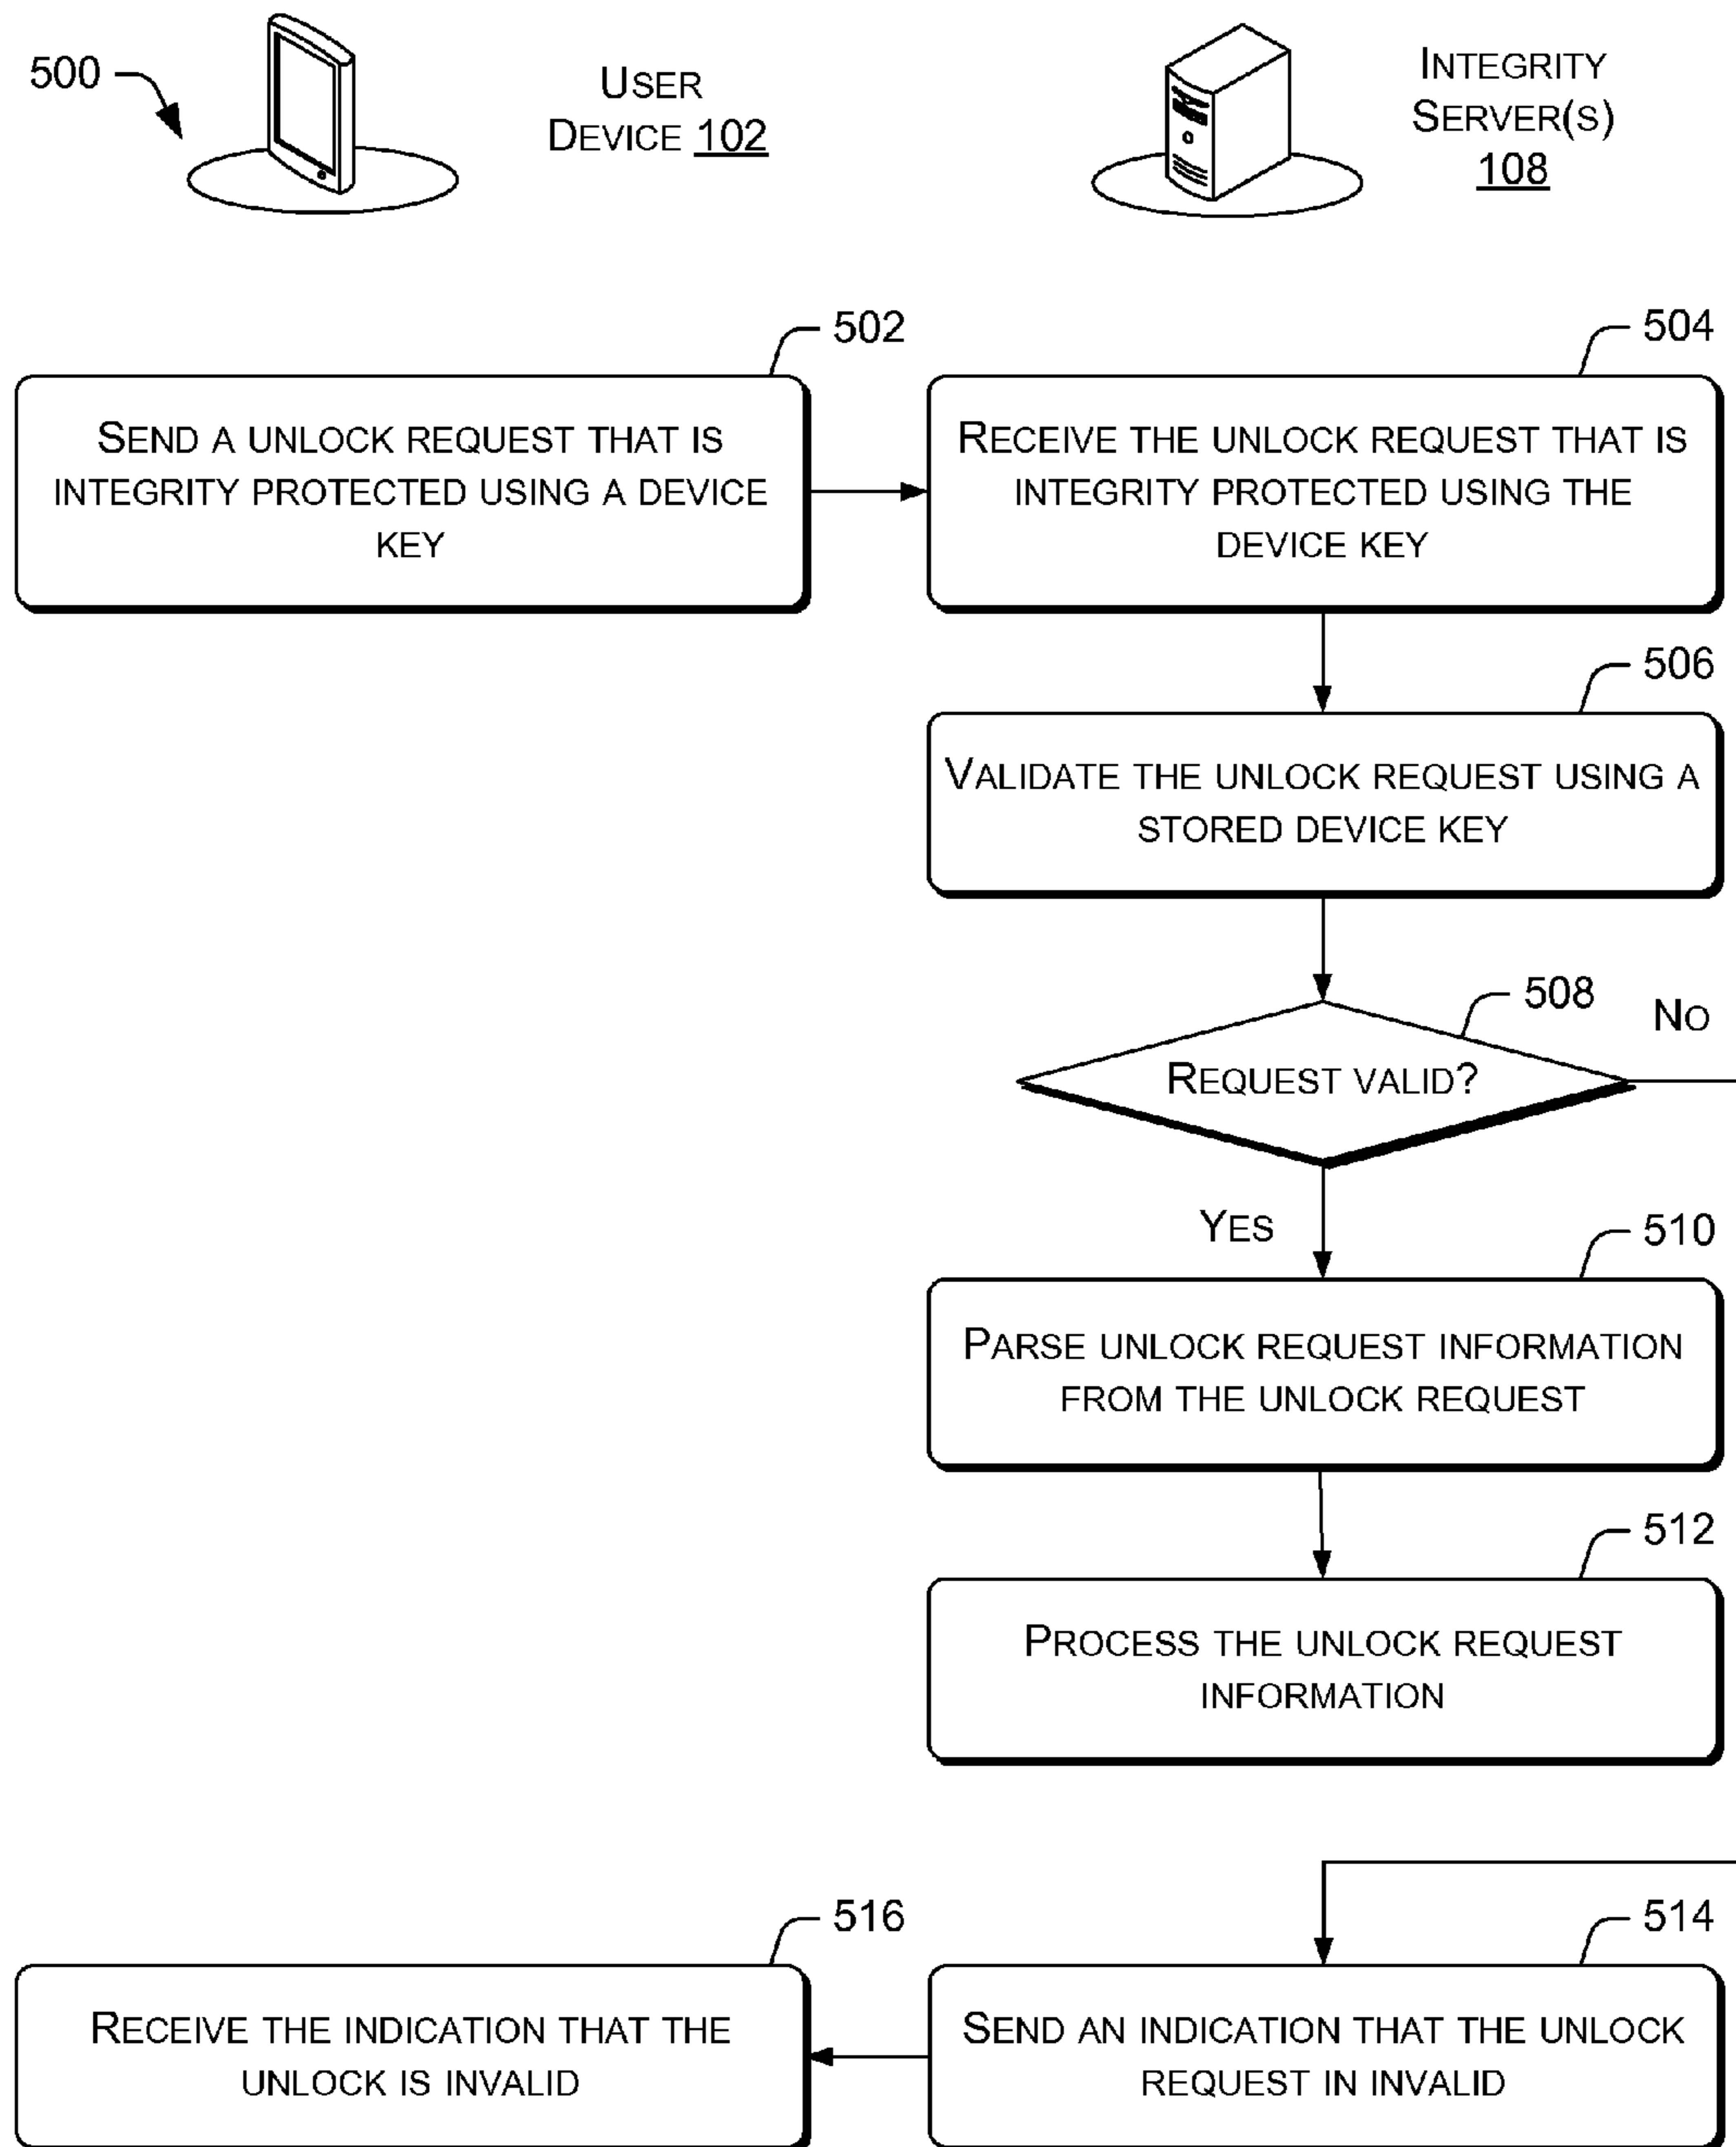 500
USER
DEVICE 102
INTEGRITY
SERVER(S)
108
502
SEND A UNLOCK REQUEST THAT IS
INTEGRITY PROTECTED USING A DEVICE
KEY
504
RECEIVE THE UNLOCK REQUEST THAT IS
INTEGRITY PROTECTED USING THE
DEVICE KEY
506
VALIDATE THE UNLOCK REQUEST USING A
STORED DEVICE KEY
508
NO
REQUEST VALID?
YES
510
PARSE UNLOCK REQUEST INFORMATION
FROM THE UNLOCK REQUEST
512
PROCESS THE UNLOCK REQUEST
INFORMATION
516
RECEIVE THE INDICATION THAT THE
UNLOCK IS INVALID
514
SEND AN INDICATION THAT THE UNLOCK
REQUEST IN INVALID